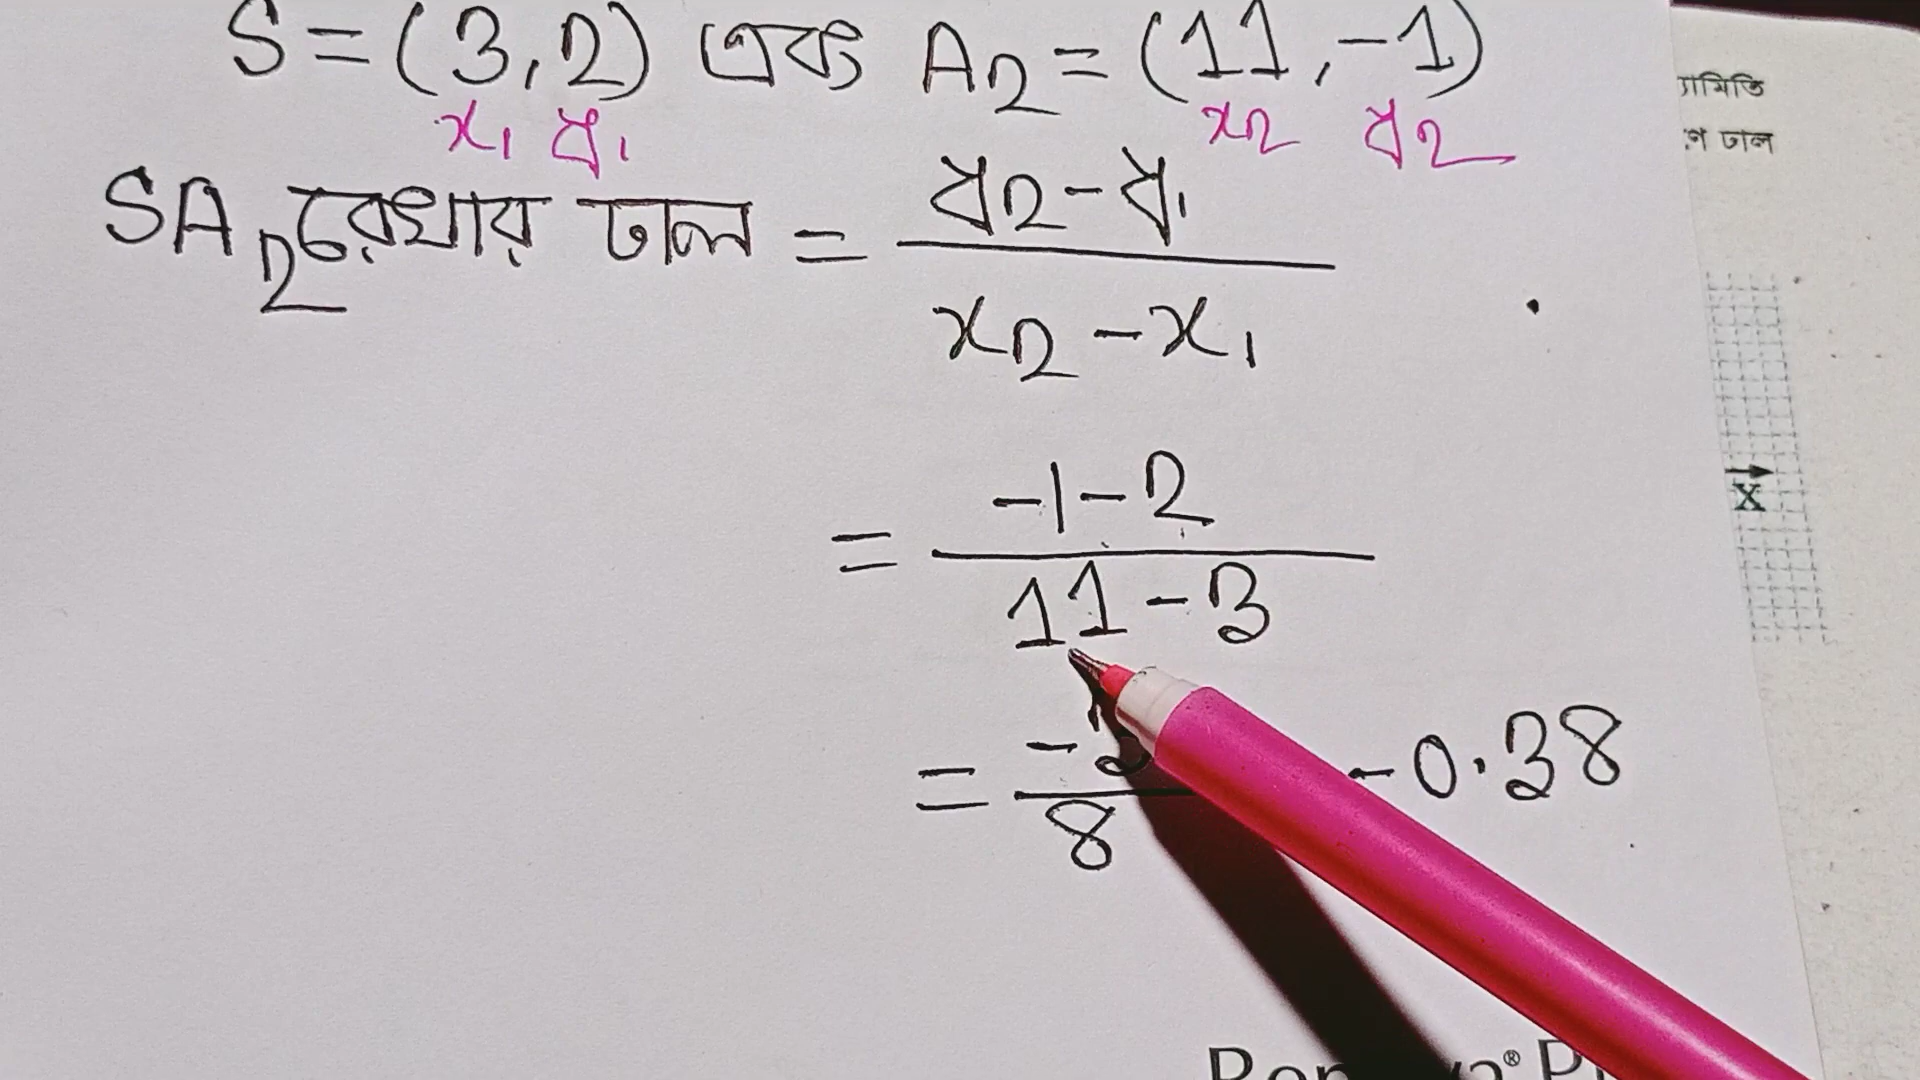 S = (3, 2) এবং A2 = (11, -1)
x1 y1 x2 y2
SA2 রেখার ঢাল = y2 - y1
x2 - x1
= -1-2
11-3
= -3
8
-0.38
ঢাল
X